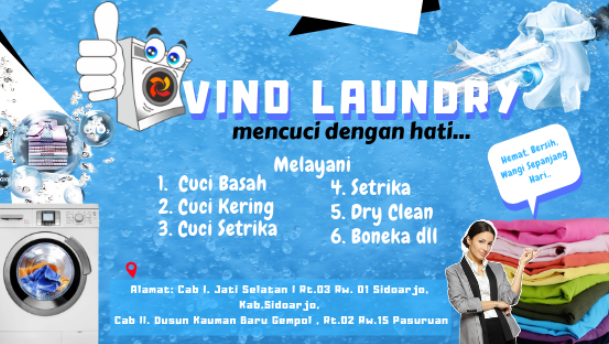 VINO LAUNDRY
mencuci dengan hati...
Melayani
1. Cuci Basah
2. Cuci Kering
3. Cuci Setrika
4. Setrika
5. Dry Clean
6. Boneka dll
Hemat, Bersih,
Wangi Sepanjang
Hari..
Alamat: Cab I. Jati Selatan I Rt.03 Rw. 01 Sidoarjo,
Kab.Sidoarjo.
Cab II. Dusun Kauman Baru Gempol , Rt.02 Rw.15 Pasuruan